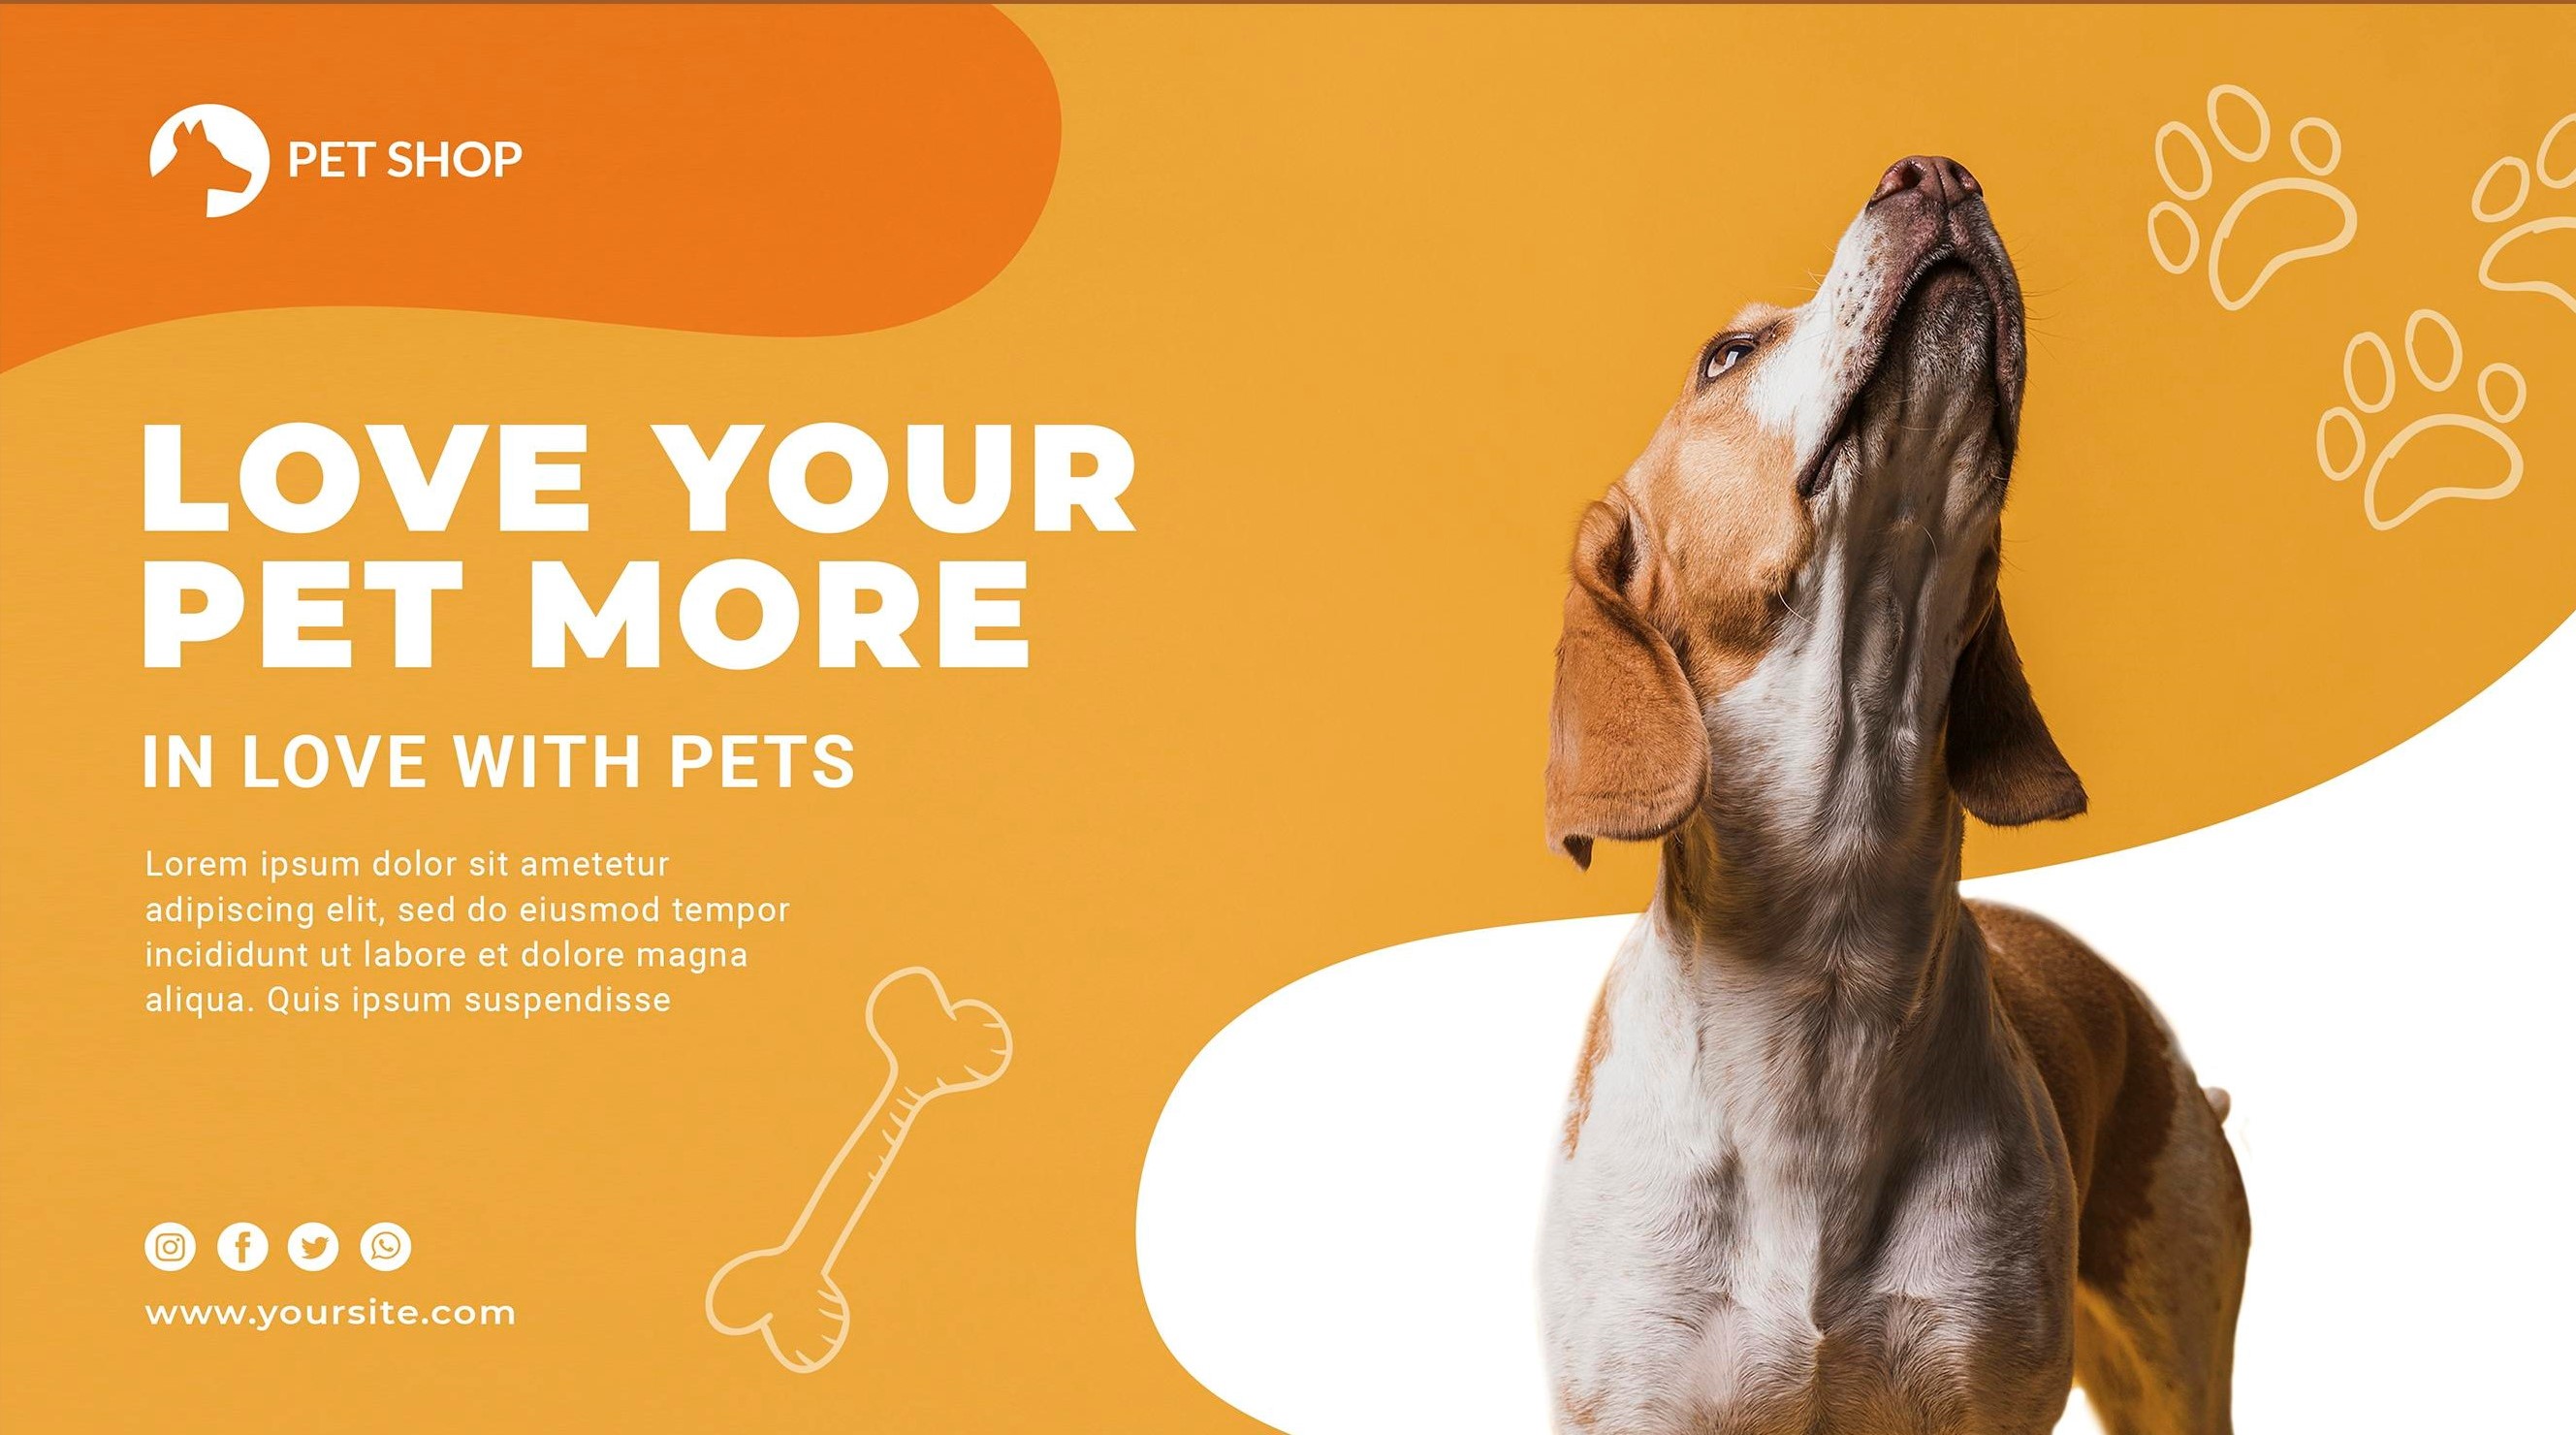 PET SHOP
LOVE YOUR
PET MORE
IN LOVE WITH PETS
Lorem ipsum dolor sit ametetur
adipiscing elit, sed do eiusmod tempor
incididunt ut labore et dolore magna
aliqua. Quis ipsum suspendisse
www.yoursite.com